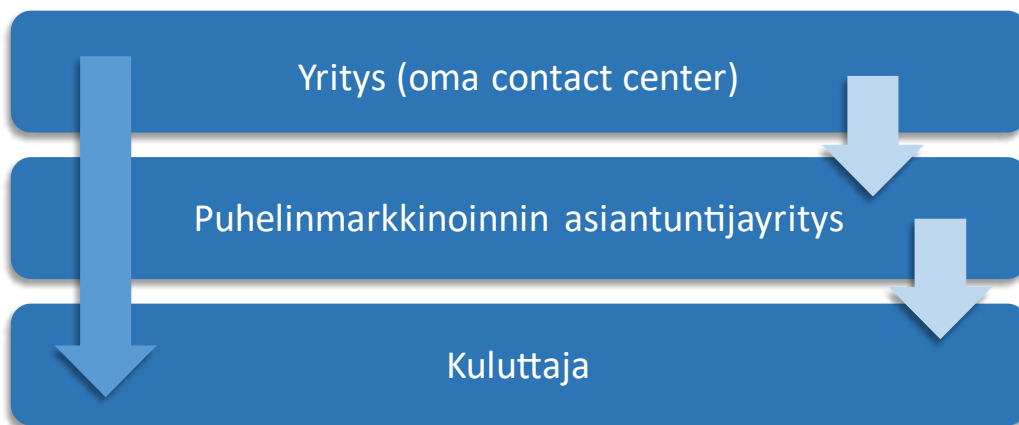 Yritys (oma contact center)
Puhelinmarkkinoinnin asiantuntijayritys
Kuluttaja